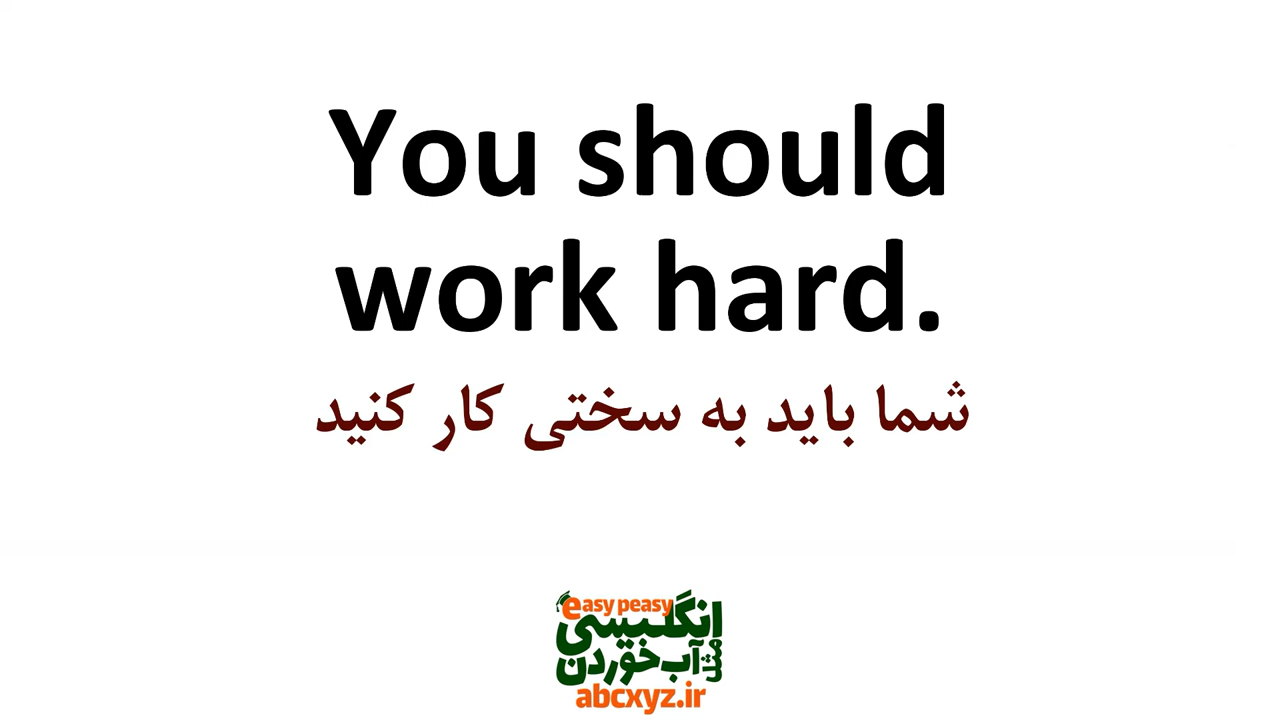 You should
work hard.
شما باید به سختی کار کنید
easy peasy
انگلیسی
مثل آب خوردن
abcxyz.ir